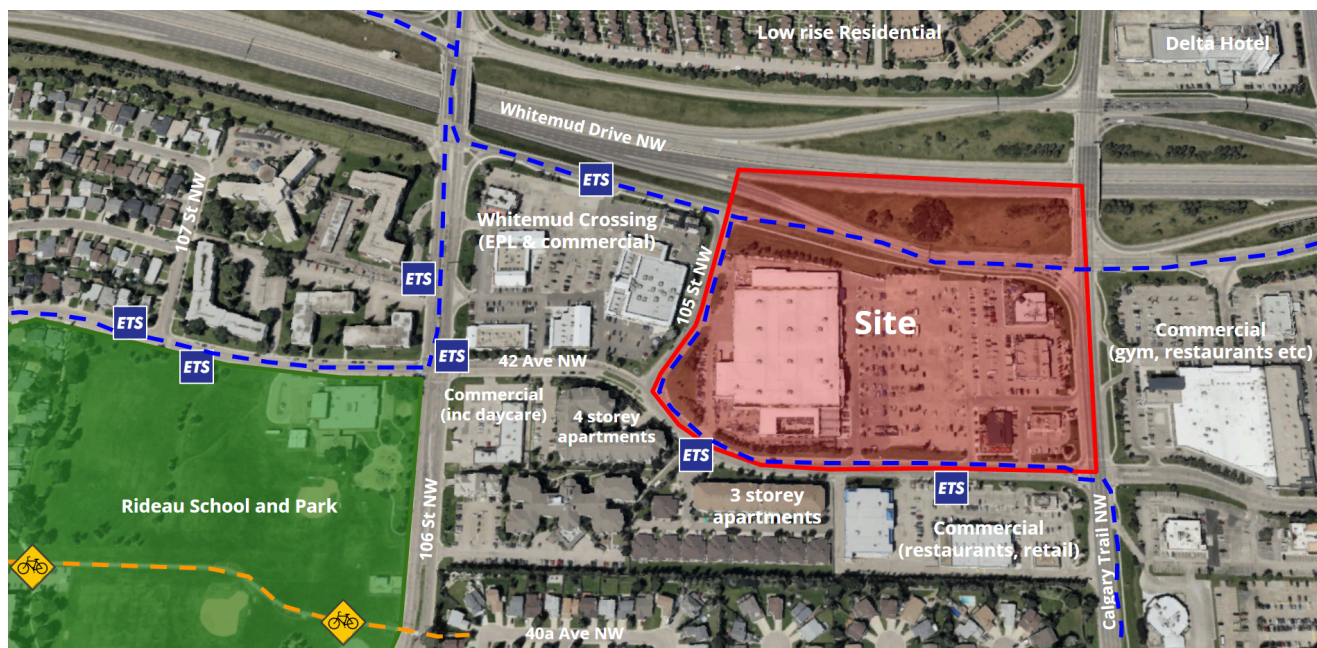 Low rise Residential
Delta Hotel
Whitemud Drive NW
ETS
107 St NW
Whitemud Crossing
(EPL & commercial)
ETS
105 St NW
Site
ETS
ETS
ETS
42 Ave NW
Commercial
(gym, restaurants etc)
Commercial
(inc daycare)
4 storey
apartments
ETS
ETS
Rideau School and Park
106 St NW
3 storey
apartments
Commercial
(restaurants, retail)
Calgary Trail NW
40a Ave NW